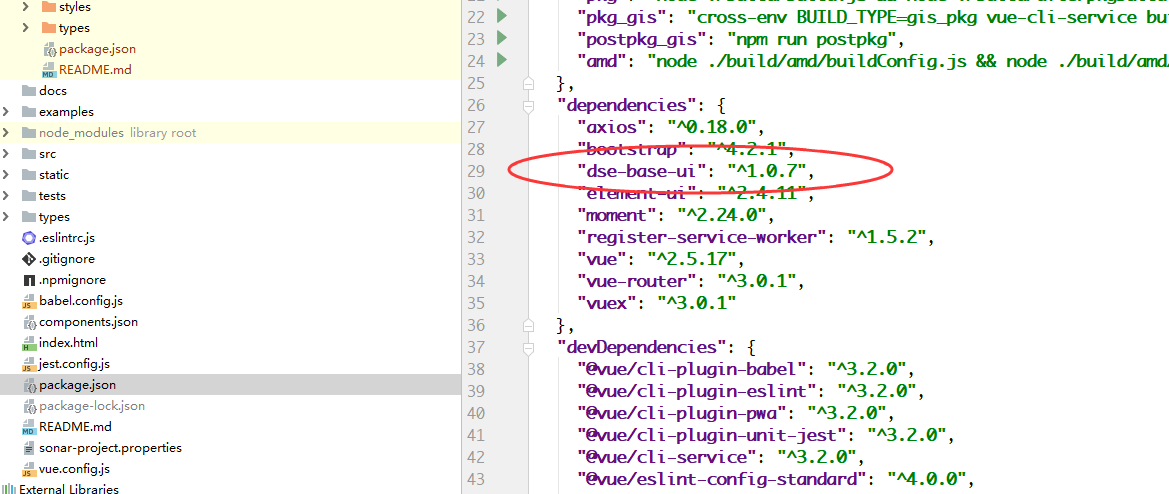 styles
types
package.json
README.md
docs
examples
node_modules library root
src
static
tests
types
.eslintrc.js
.gitignore
.npmignore
babel.config.js
components.json
index.html
jest.config.js
package.json
package-lock.json
README.md
sonar-project.properties
vue.config.js
External Libraries
22 "pkg_gis": "cross-env BUILD_TYPE=gis_pkg vue-cli-service bui
23 "postpkg_gis": "npm run postpkg",
24 "amd": "node ./build/amd/buildConfig.js && node ./build/amd/
25 },
26 "dependencies": {
27 "axios": "^0.18.0",
28 "bootstrap": "^4.2.1",
29 "dse-base-ui": "^1.0.7",
30 "element-ui": "^2.4.11",
31 "moment": "^2.24.0",
32 "register-service-worker": "^1.5.2",
33 "vue": "^2.5.17",
34 "vue-router": "^3.0.1",
35 "vuex": "^3.0.1"
36 },
37 "devDependencies": {
38 "@vue/cli-plugin-babel": "^3.2.0",
39 "@vue/cli-plugin-eslint": "^3.2.0",
40 "@vue/cli-plugin-pwa": "^3.2.0",
41 "@vue/cli-plugin-unit-jest": "^3.2.0",
42 "@vue/cli-service": "^3.2.0",
43 "@vue/eslint-config-standard": "^4.0.0",